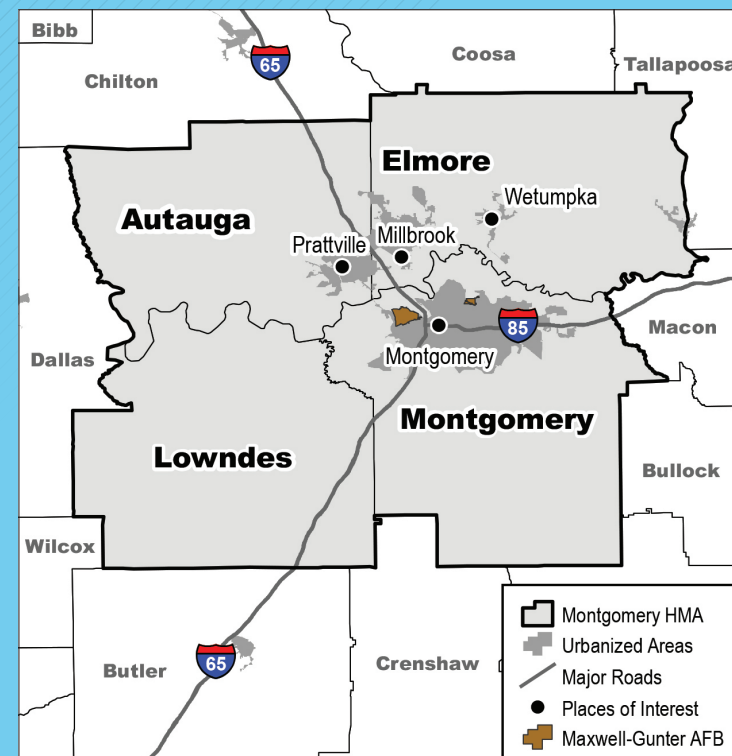 Bibb
65
Coosa
Chilton
Tallapoosa
Elmore
Autauga
Wetumpka
Prattville
Millbrook
85
Macon
Dallas
Montgomery
Montgomery
Lowndes
Bullock
Wilcox
Montgomery HMA
Urbanized Areas
65
Butler
Crenshaw
Major Roads
Places of Interest
Maxwell-Gunter AFB